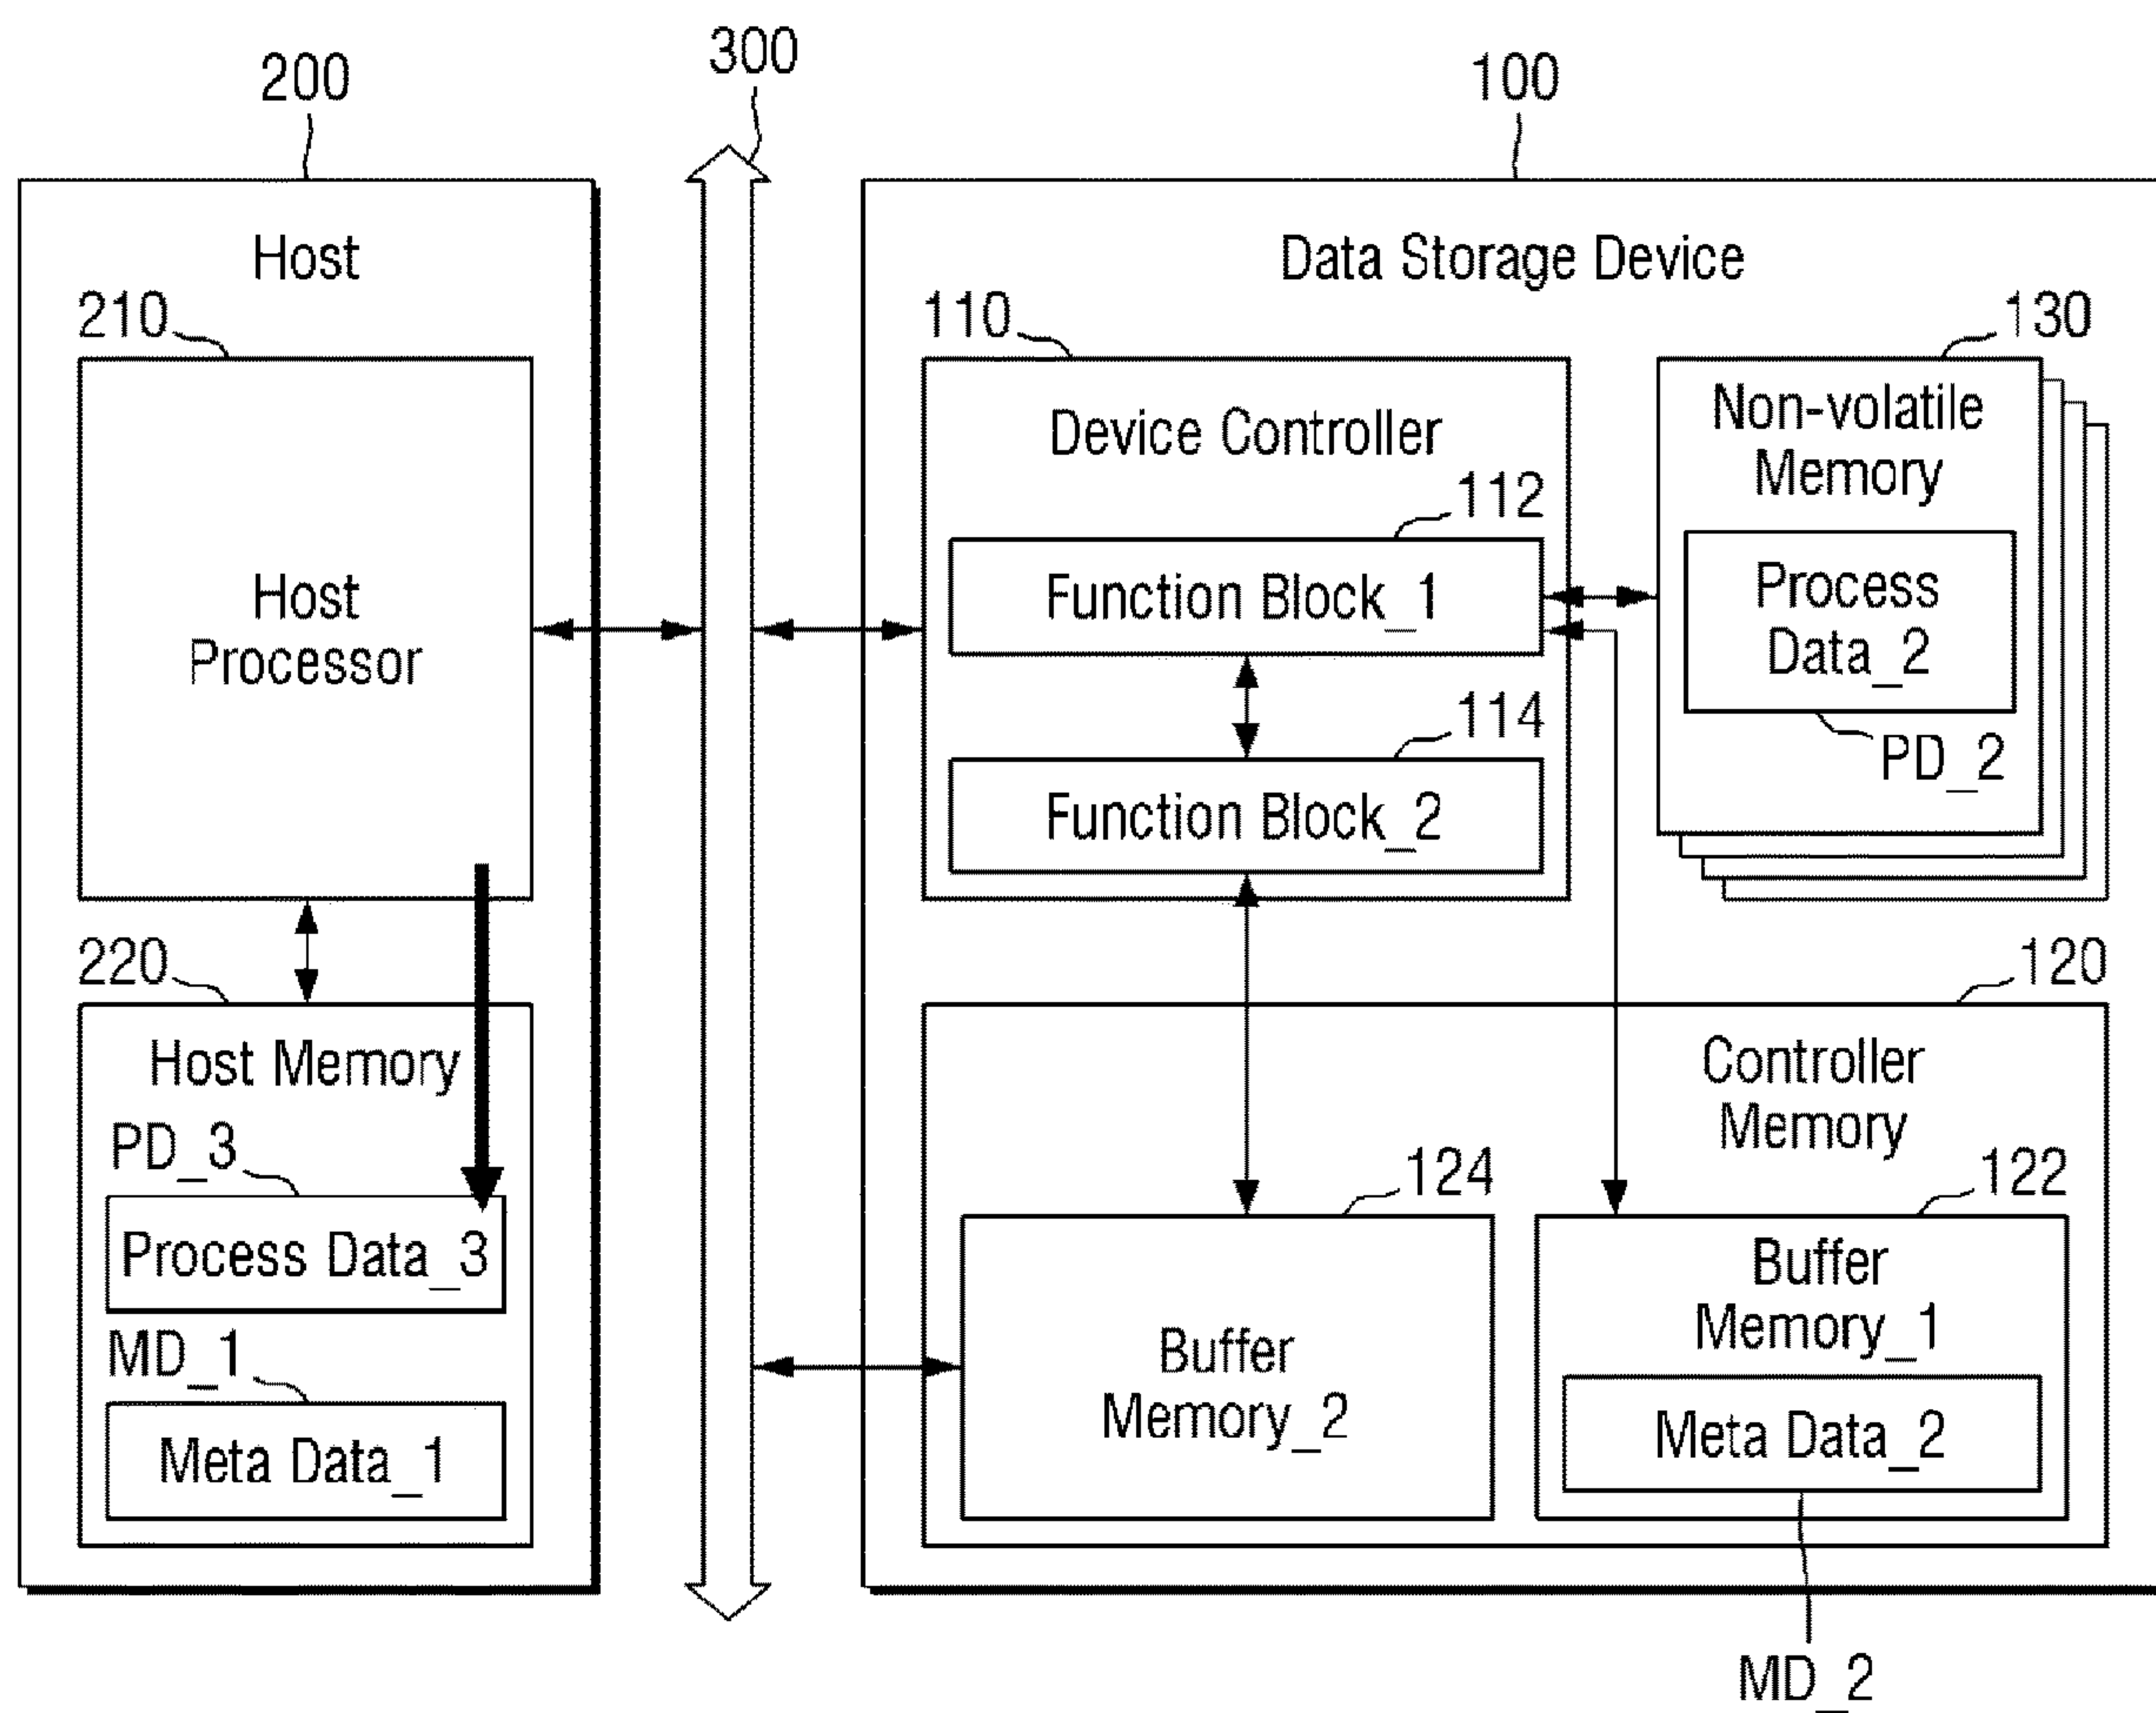 300
200
100
Host
Data Storage Device
210
110
130
Host
Processor
Device Controller
112
Function Block_1
114
Function Block_2
Non-volatile
Memory
Process
Data_2
PD_2
220
Host Memory
PD_3
Process Data_3
MD_1
Meta Data_1
120
Controller
Memory
124
Buffer
Memory_2
122
Buffer
Memory_1
Meta Data_2
MD_2